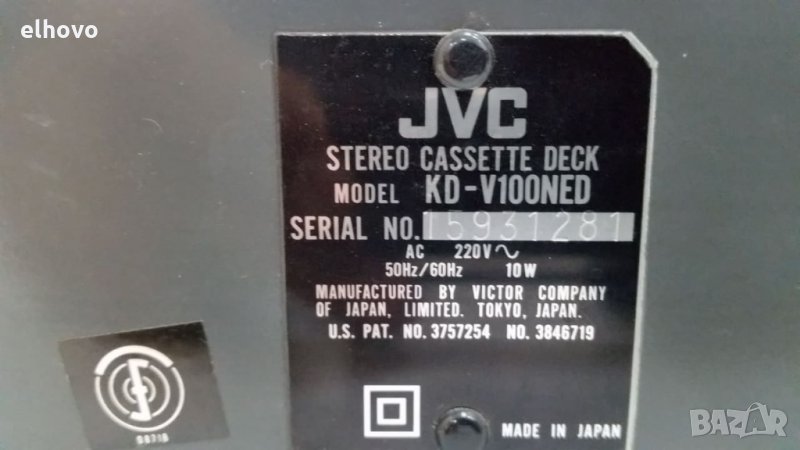 elhovo
JVC
STEREO CASSETTE DECK
MODEL KD-V100NED
SERIAL NO. 15931281
AC 220V~
50Hz/60Hz 10W
MANUFACTURED BY VICTOR COMPANY
OF JAPAN, LIMITED. TOKYO, JAPAN.
U.S. PAT. NO. 3757254 NO. 3846719
MADE IN JAPAN
BAZAR